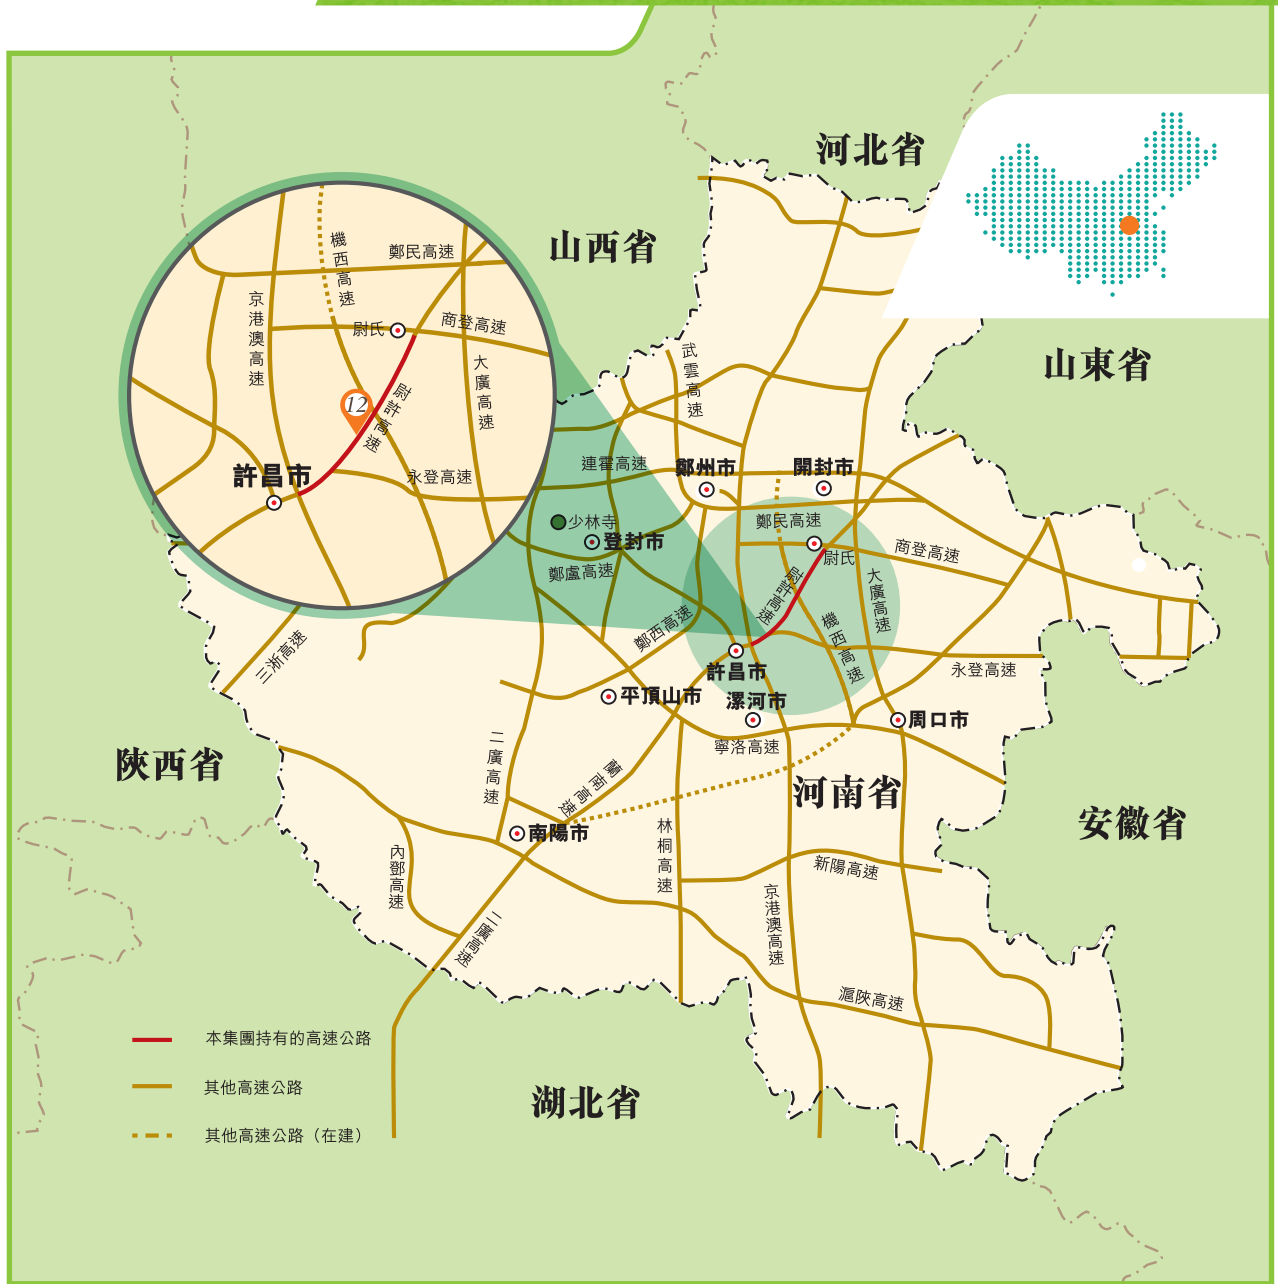 河北省
山西省
山東省
陝西省
河南省
安徽省
湖北省
機西高速
鄭民高速
京港澳高速
尉氏
商登高速
大廣高速
12
尉許高速
許昌市
永登高速
武雲高速
連霍高速
鄭州市
開封市
少林寺
登封市
鄭民高速
尉氏
商登高速
鄭盧高速
尉許高速
大廣高速
鄭西高速
機西高速
三淅高速
許昌市
永登高速
平頂山市
漯河市
周口市
寧洛高速
二廣高速
蘭南高速
南陽市
林桐高速
內鄧高速
新陽高速
京港澳高速
二廣高速
滬陝高速
本集團持有的高速公路
其他高速公路
其他高速公路（在建）